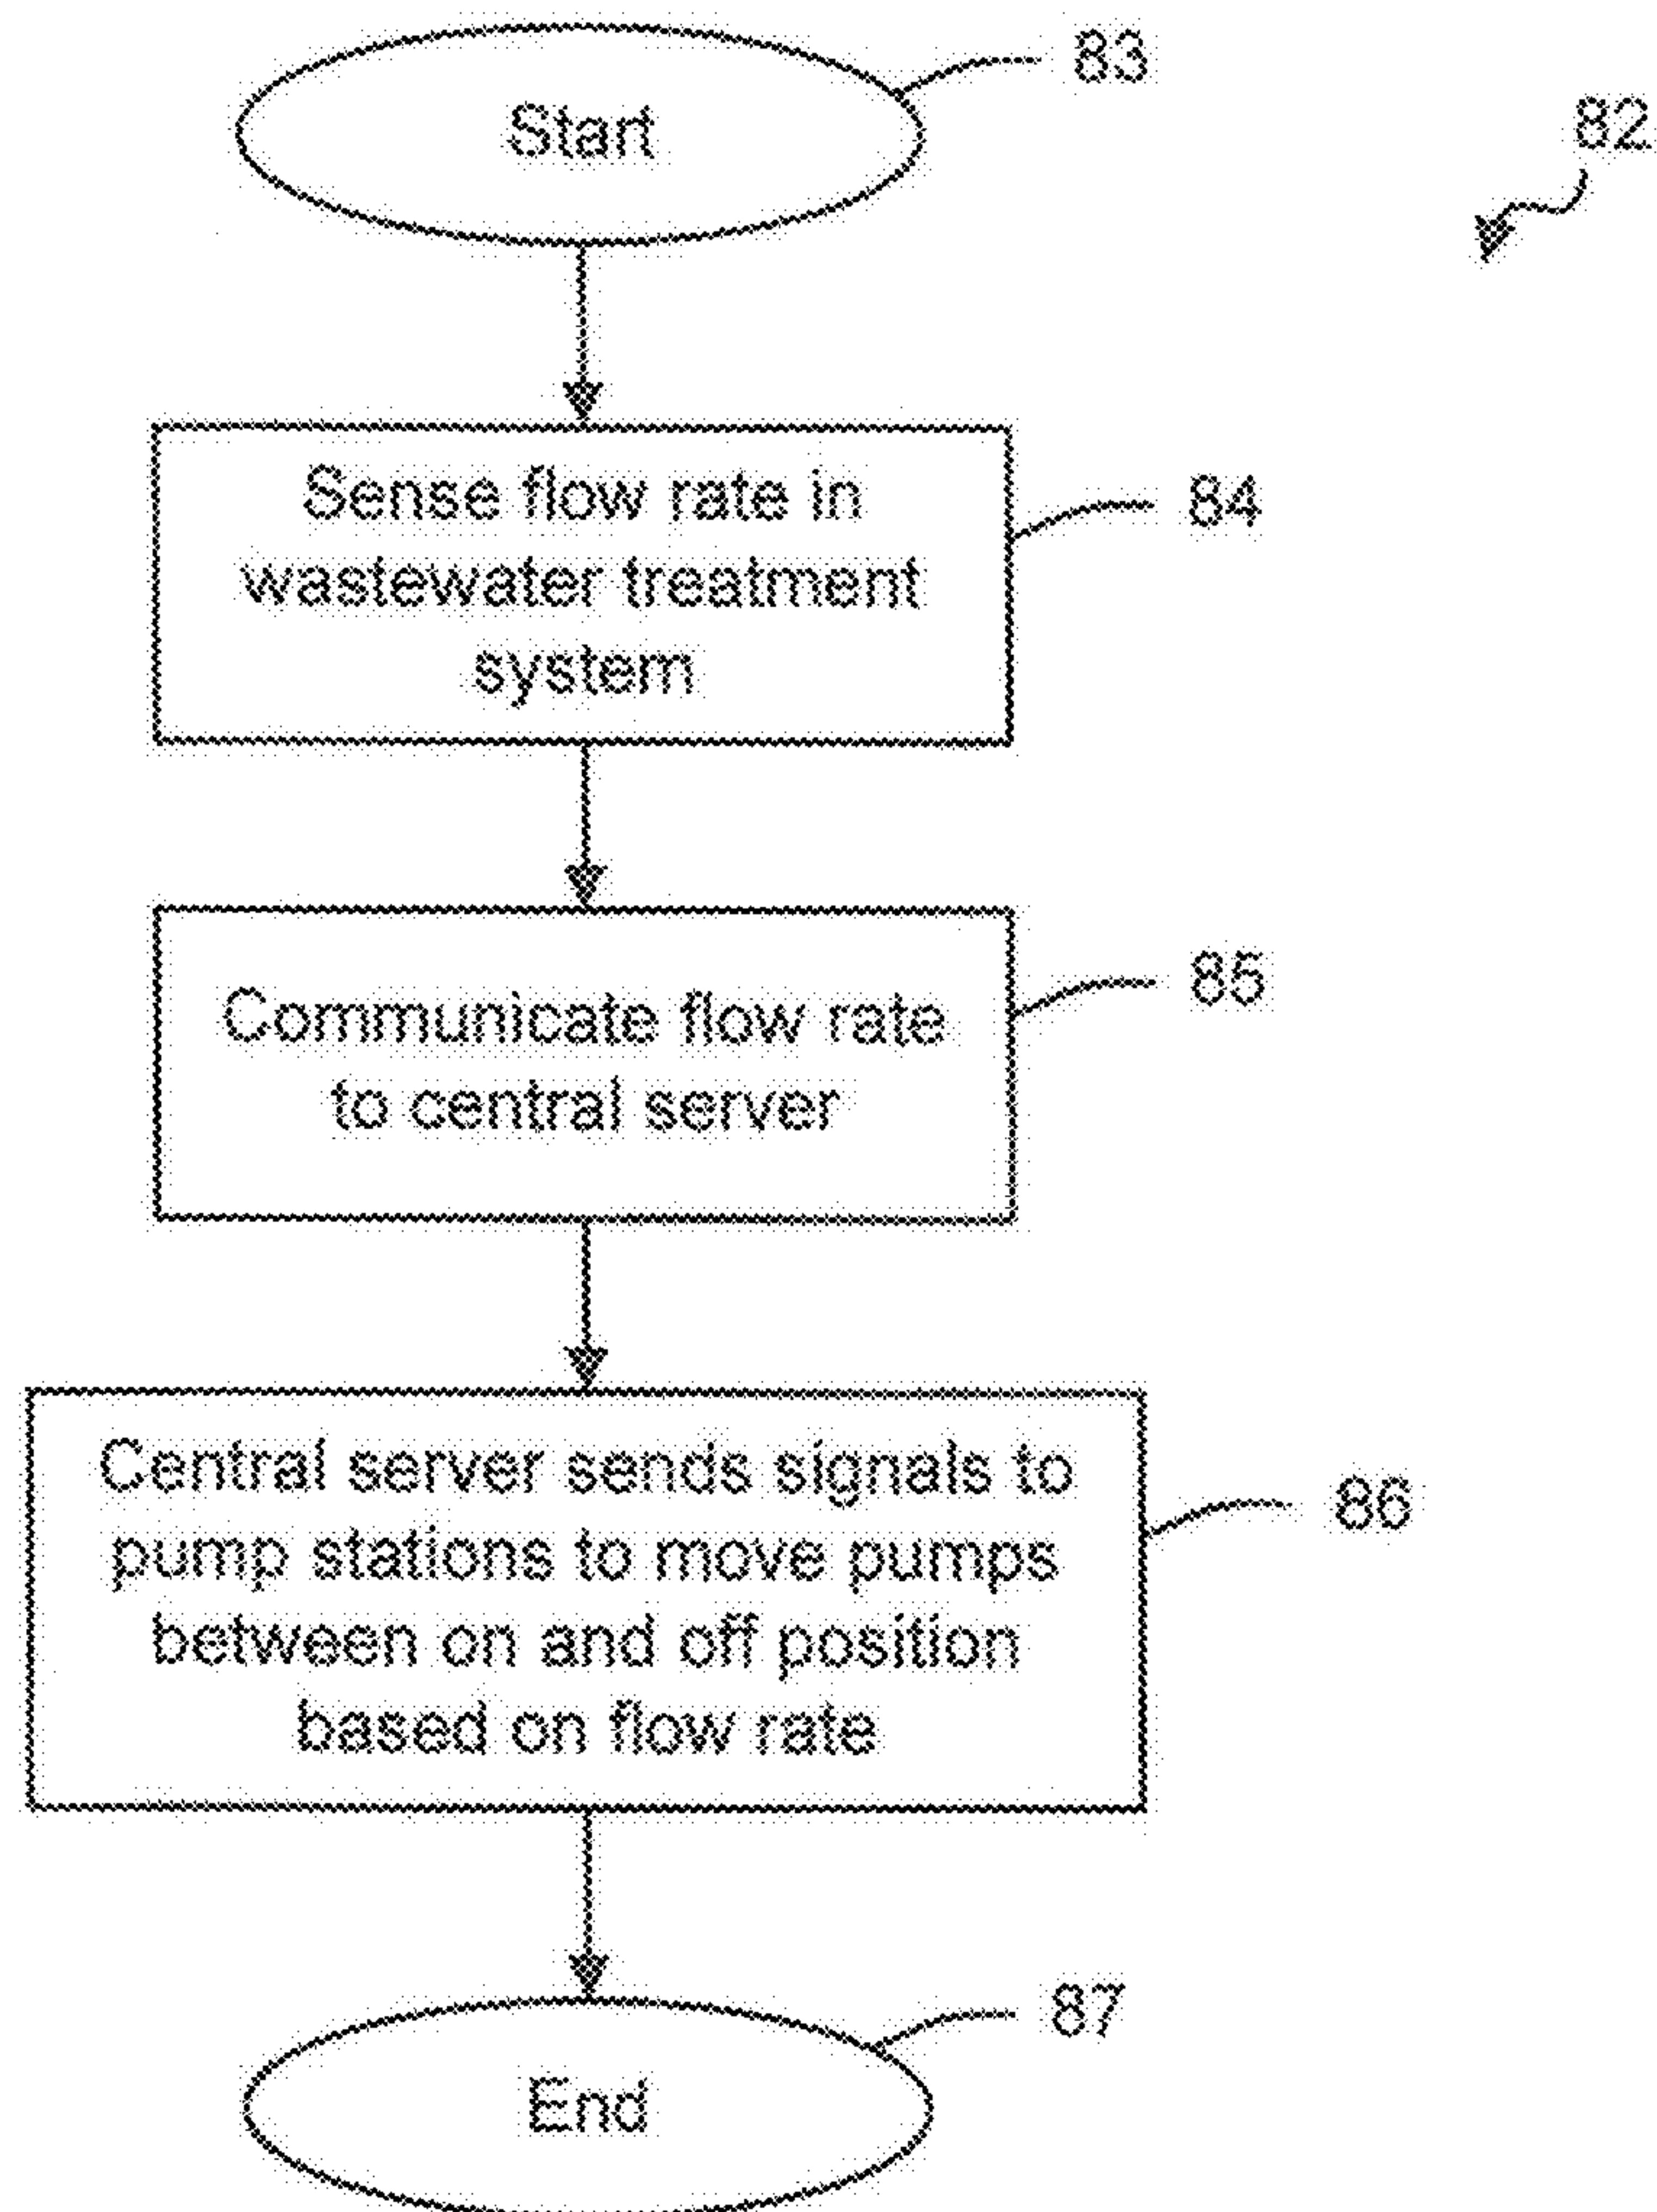 83
Start
82
Sense flow rate in
wastewater treatment
system
84
Communicate flow rate
to central server
85
Central server sends signals to
pump stations to move pumps
between on and off position
based on flow rate
86
87
End